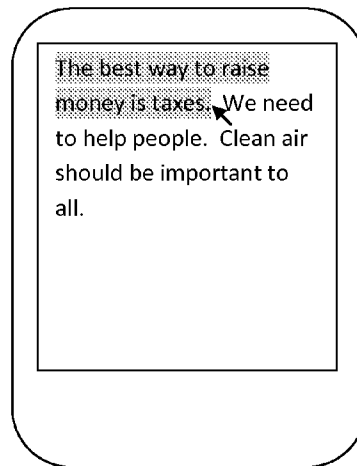 The best way to raise
money is taxes.  We need
to help people.  Clean air
should be important to
all.